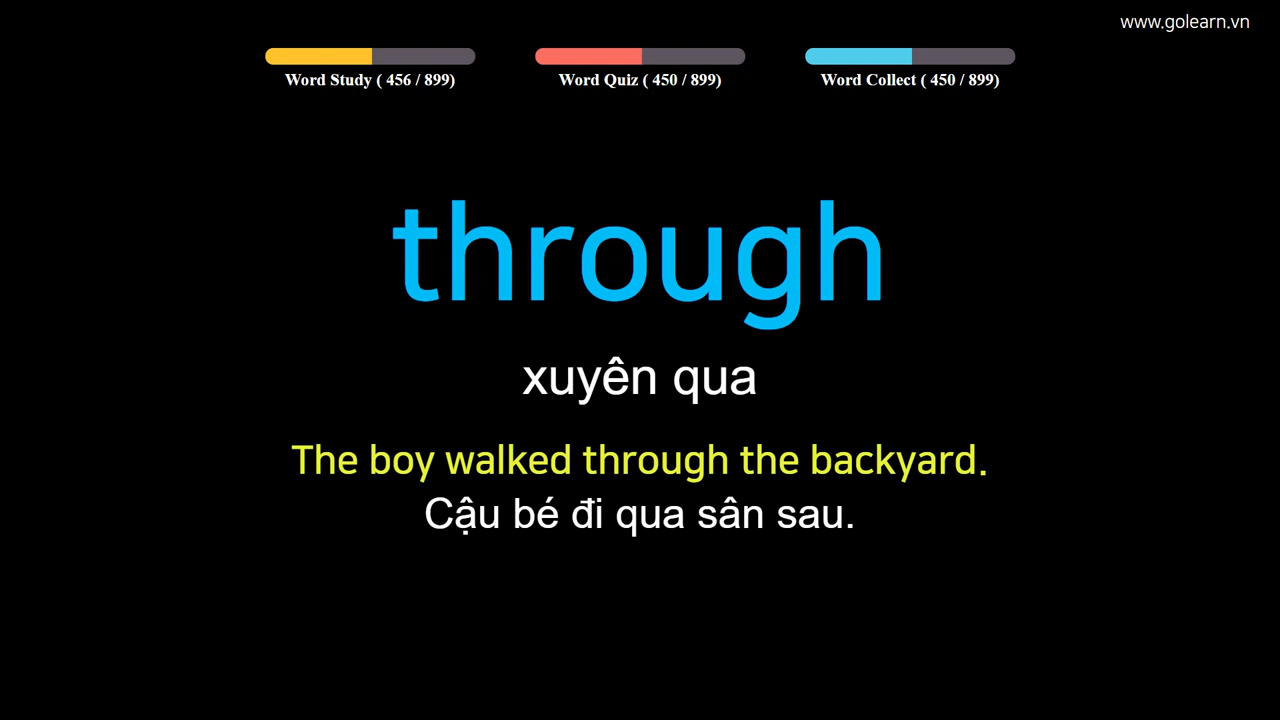 www.golearn.vn
Word Study ( 456 / 899)
Word Quiz ( 450 / 899)
Word Collect ( 450 / 899)
through
xuyên qua
The boy walked through the backyard.
Cậu bé đi qua sân sau.